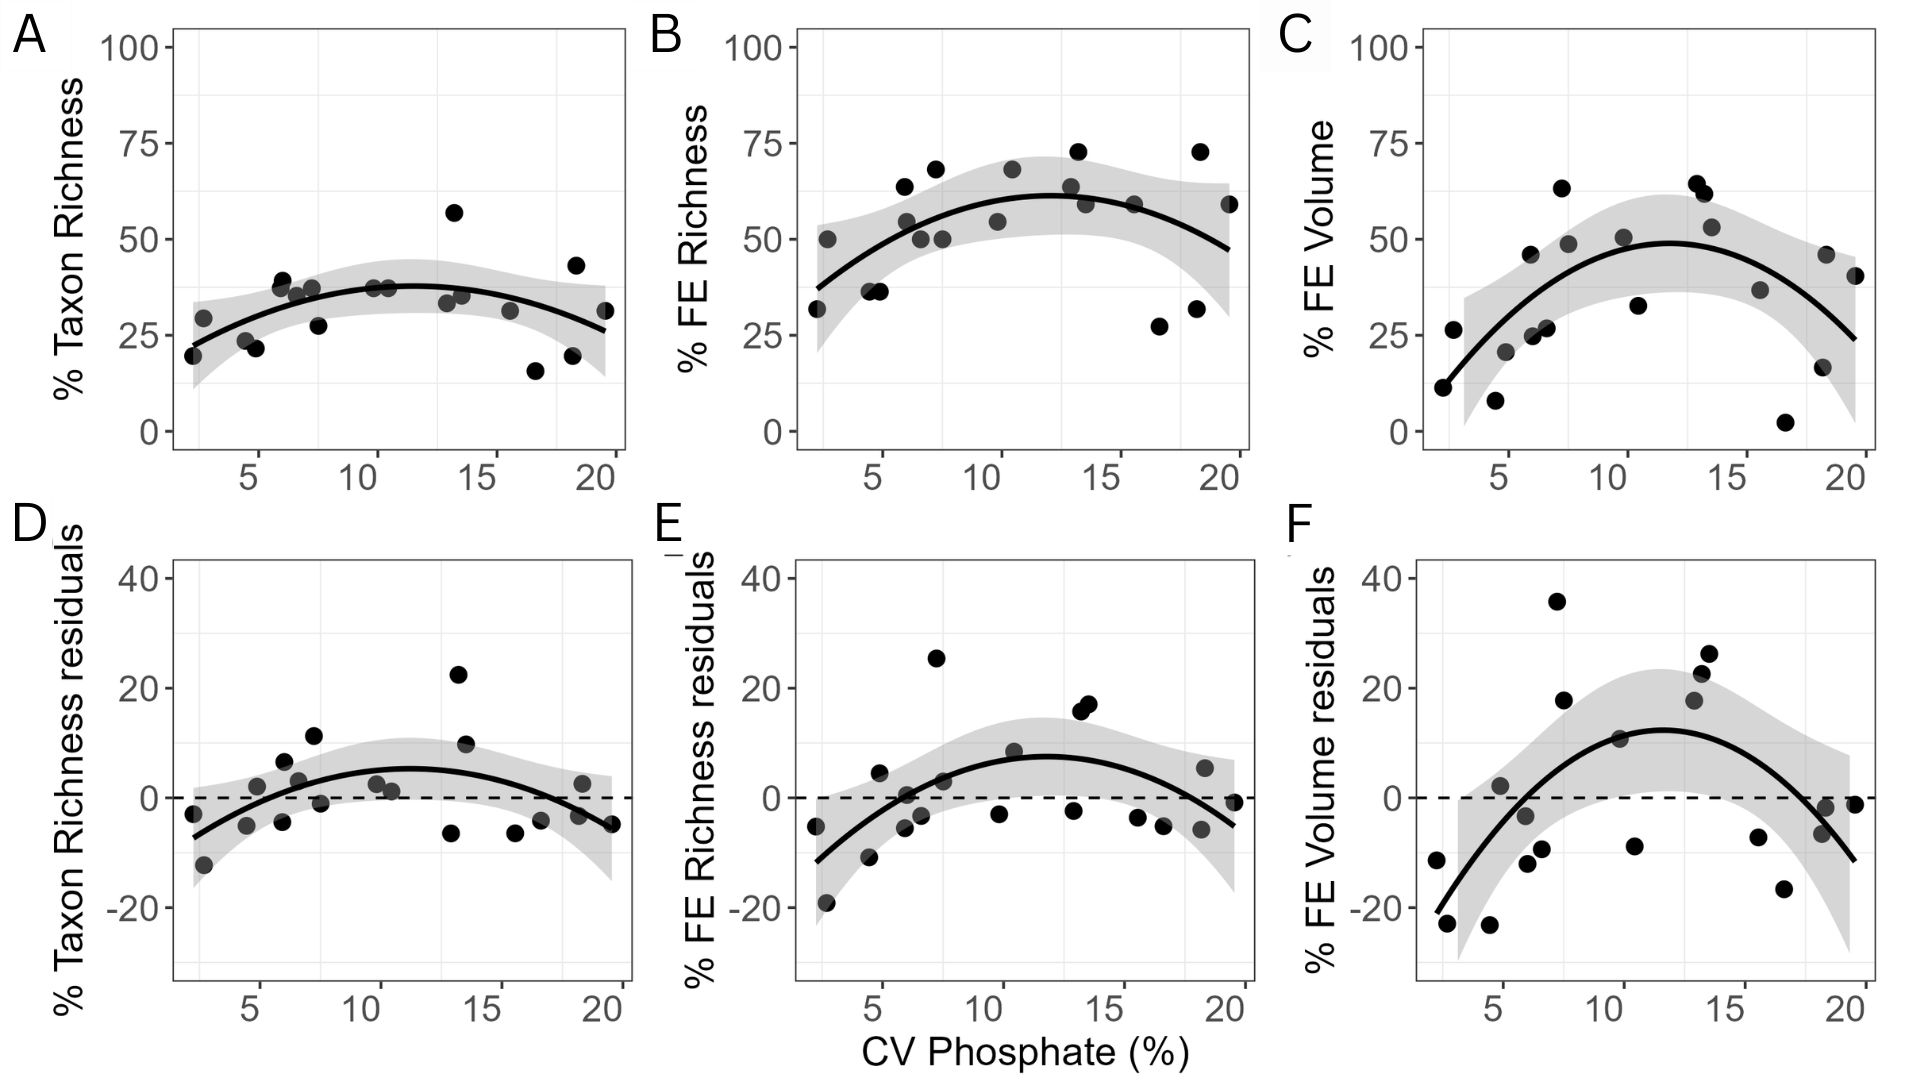 A
B
C
% Taxon Richness
100
75
50
25
0
5 10 15 20
% FE Richness
100
75
50
25
0
5 10 15 20
% FE Volume
100
75
50
25
0
5 10 15 20
D
E
F
% Taxon Richness residuals
40
20
0
-20
5 10 15 20
% FE Richness residuals
40
20
0
-20
5 10 15 20
% FE Volume residuals
40
20
0
-20
5 10 15 20
CV Phosphate (%)